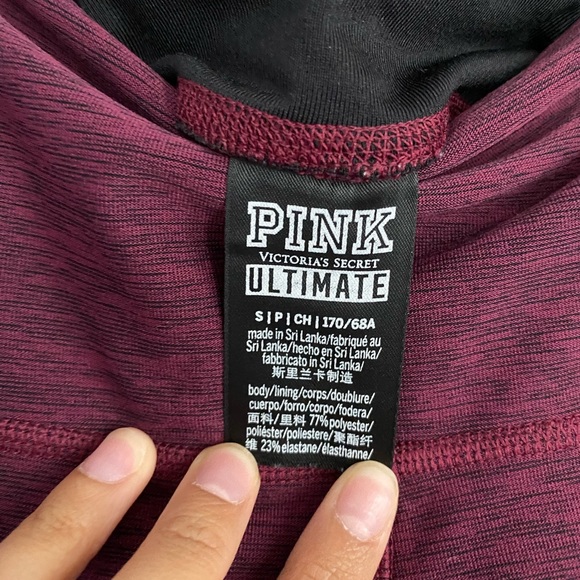 PINK
VICTORIA'S SECRET
ULTIMATE
S | P | CH | 170/68A
made in Sri Lanka/fabriqué au
Sri Lanka/hecho en Sri Lanka/
fabbricato in Sri Lanka/
斯里兰卡制造
body/lining/corps/doublure/
cuerpo/forro/corpo/fodera/
面料/里料 77% polyester/
poliéster/poliestere/聚酯纤
维 23% elastane/élasthanne/